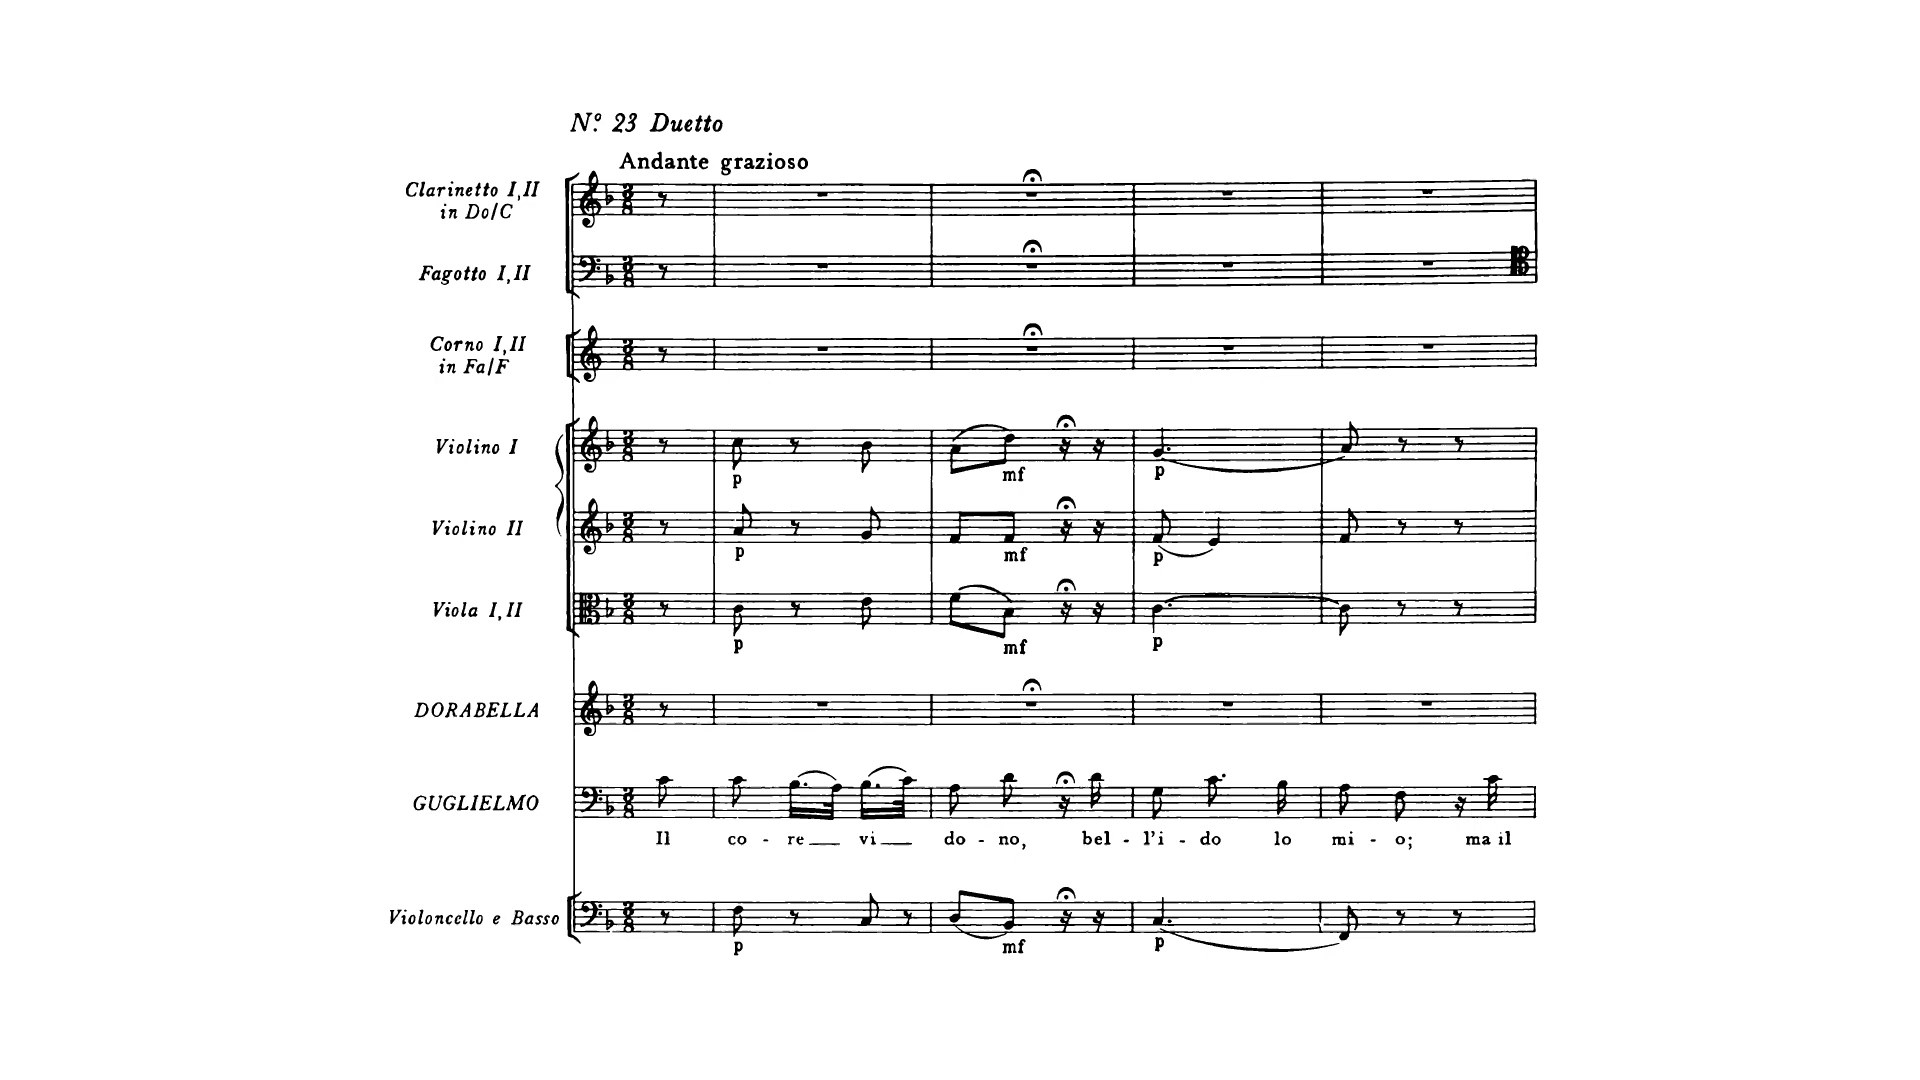 Nº. 23 Duetto
Andante grazioso
Clarinetto I, II
in Do/C
Fagotto I, II
Corno I, II
in Fa/F
Violino I
p mf p
Violino II
p mf p
Viola I, II
p mf p
DORABELLA
GUGLIELMO
Il co - re vi do - no, bel - l'i - do lo mi - o; ma il
Violoncello e Basso
p mf p